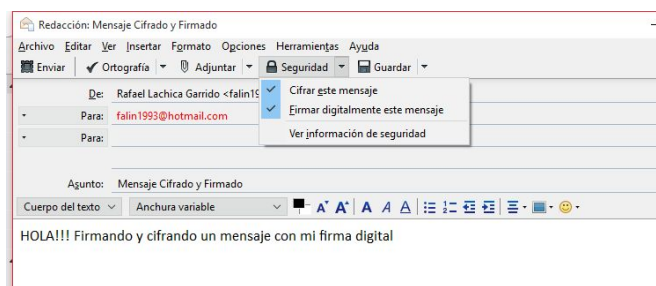 Redacción: Mensaje Cifrado y Firmado
Archivo Editar Ver Insertar Formato Opciones Herramientas Ayuda
Enviar Ortografía Adjuntar Seguridad Guardar
De: Rafael Lachica Garrido <falin19
Cifrar este mensaje
Firmar digitalmente este mensaje
Ver información de seguridad
Para: falin1993@hotmail.com
Para:
Asunto: Mensaje Cifrado y Firmado
Cuerpo del texto Anchura variable
HOLA!!! Firmando y cifrando un mensaje con mi firma digital